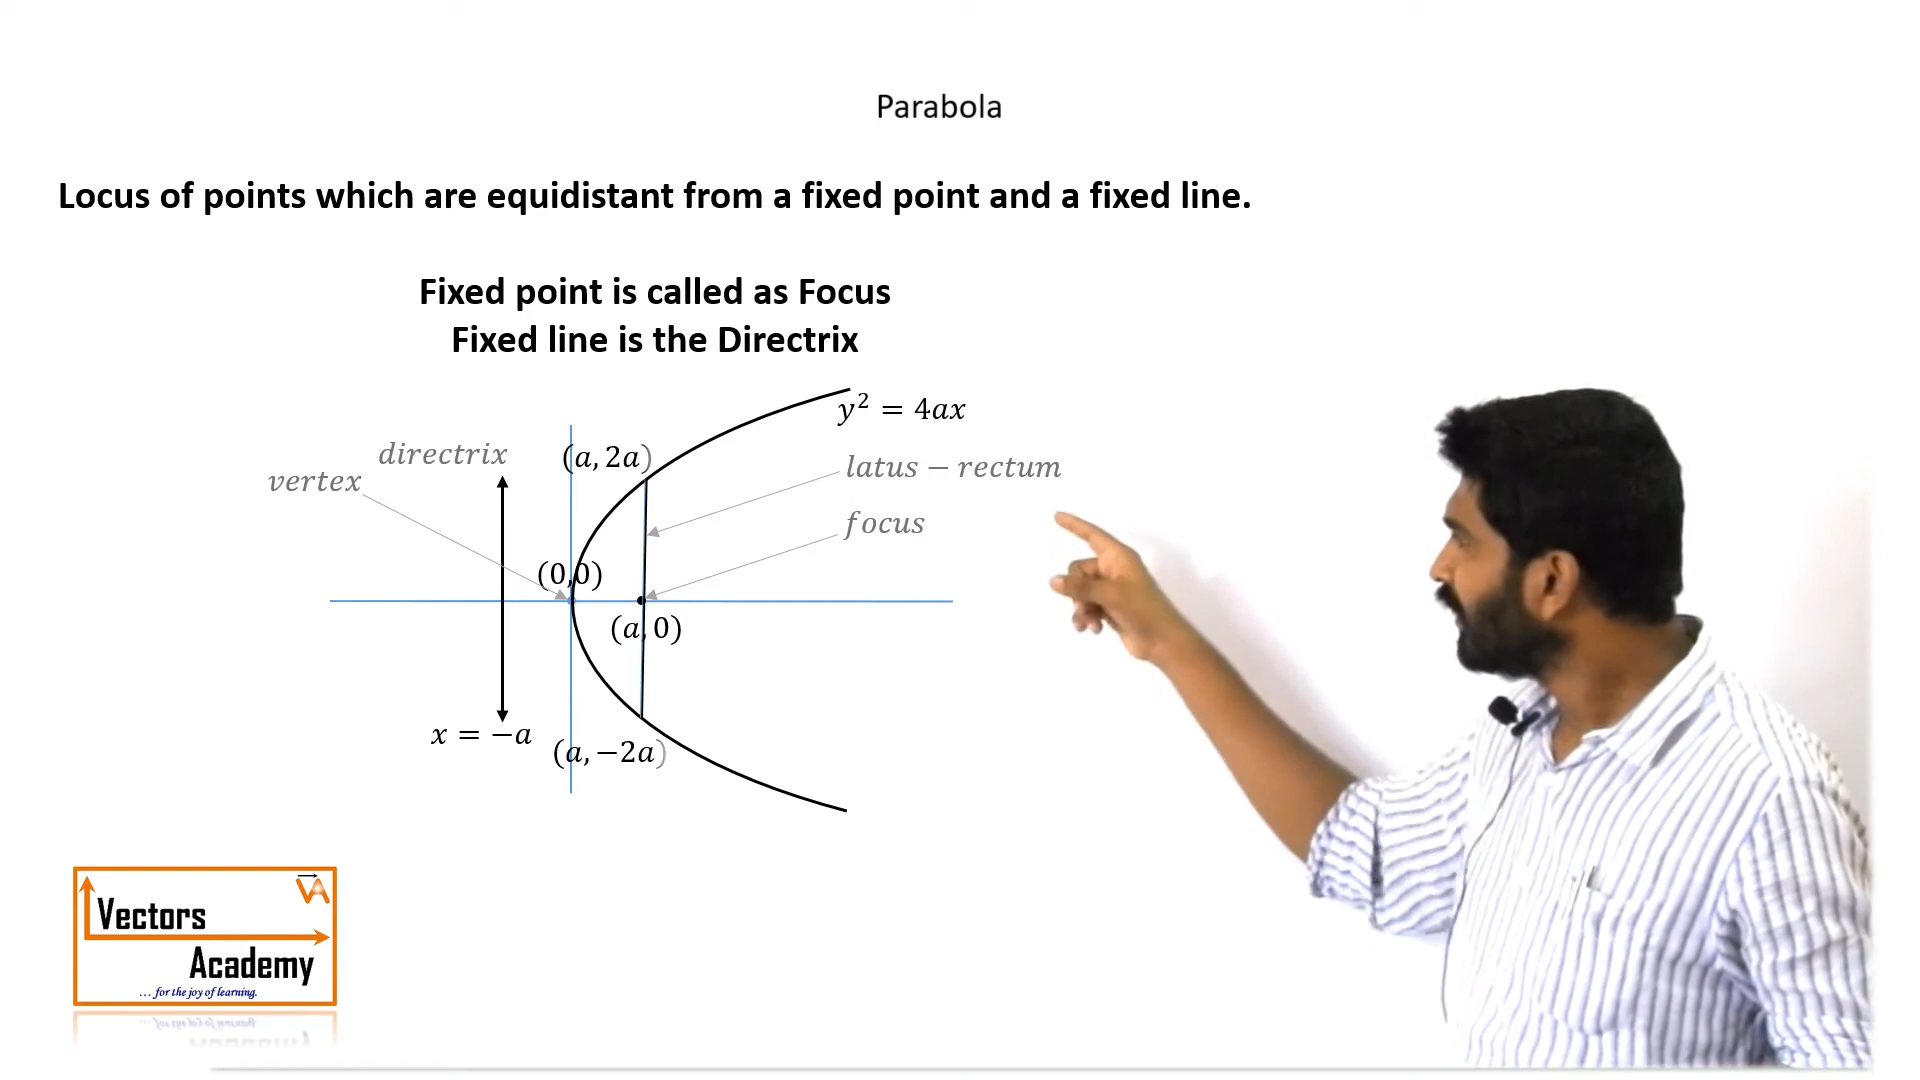 Parabola
Locus of points which are equidistant from a fixed point and a fixed line.
Fixed point is called as Focus
Fixed line is the Directrix
y² = 4ax
directrix
(a, 2a)
latus − rectum
vertex
focus
(0,0)
(a, 0)
x = −a
(a, −2a)
VA
Vectors
Academy
... for the joy of learning.